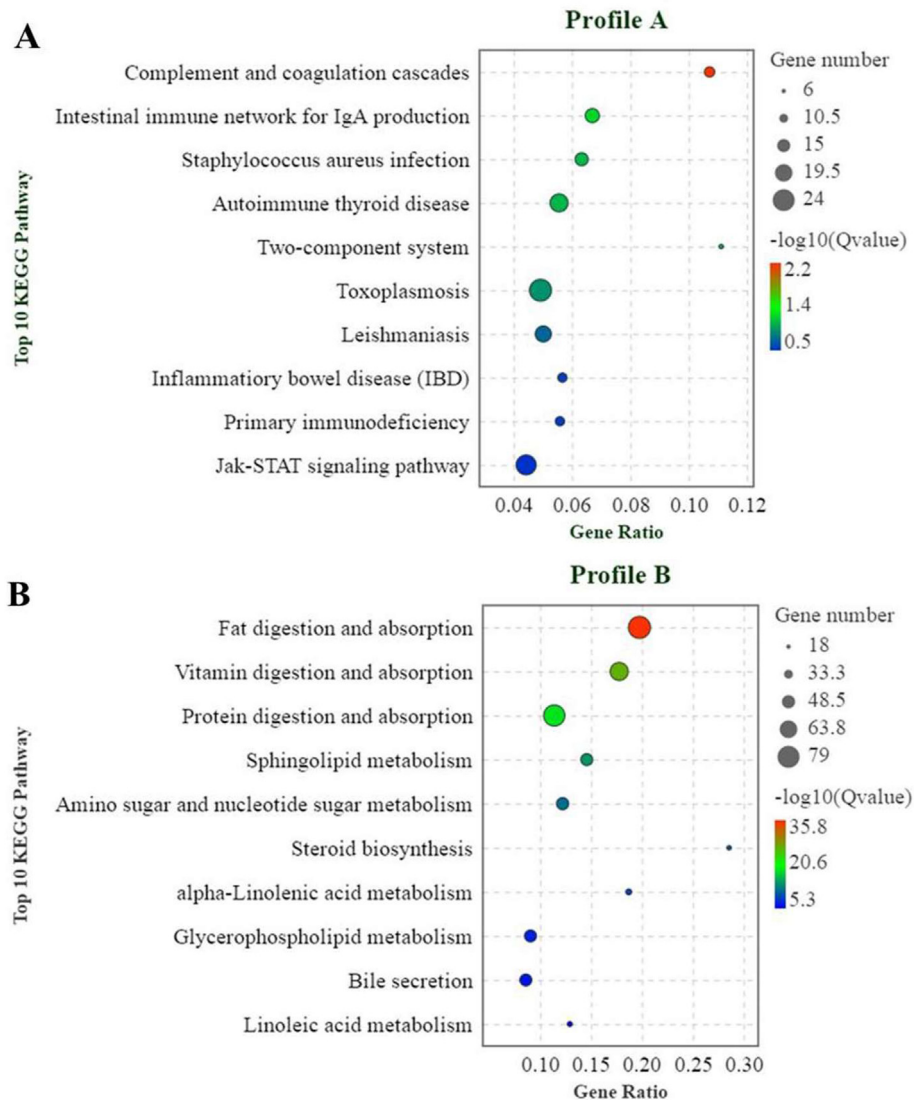 A
Profile A
Top 10 KEGG Pathway
Complement and coagulation cascades
Intestinal immune network for IgA production
Staphylococcus aureus infection
Autoimmune thyroid disease
Two-component system
Toxoplasmosis
Leishmaniasis
Inflammatiory bowel disease (IBD)
Primary immunodeficiency
Jak-STAT signaling pathway
0.04 0.06 0.08 0.10 0.12
Gene Ratio
Gene number
6
10.5
15
19.5
24
-log10(Qvalue)
2.2
1.4
0.5
B
Profile B
Top 10 KEGG Pathway
Fat digestion and absorption
Vitamin digestion and absorption
Protein digestion and absorption
Sphingolipid metabolism
Amino sugar and nucleotide sugar metabolism
Steroid biosynthesis
alpha-Linolenic acid metabolism
Glycerophospholipid metabolism
Bile secretion
Linoleic acid metabolism
0.10 0.15 0.20 0.25 0.30
Gene Ratio
Gene number
18
33.3
48.5
63.8
79
-log10(Qvalue)
35.8
20.6
5.3